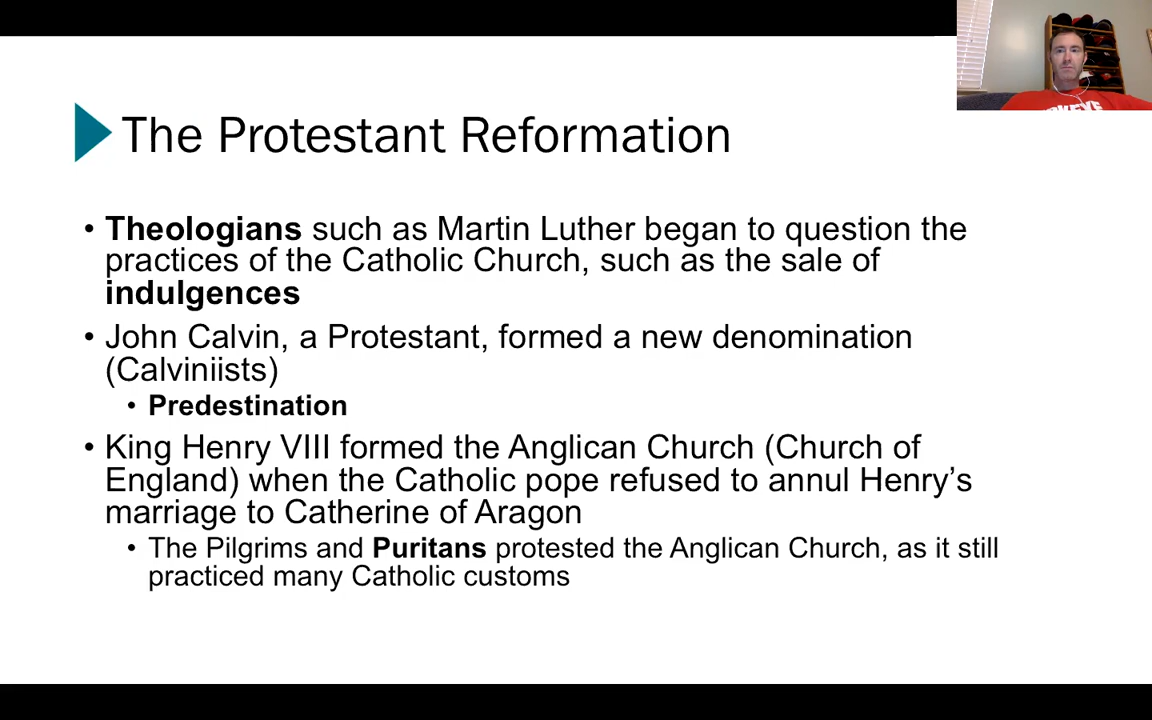 The Protestant Reformation
• Theologians such as Martin Luther began to question the
practices of the Catholic Church, such as the sale of
indulgences
• John Calvin, a Protestant, formed a new denomination
(Calviniists)
• Predestination
• King Henry VIII formed the Anglican Church (Church of
England) when the Catholic pope refused to annul Henry’s
marriage to Catherine of Aragon
• The Pilgrims and Puritans protested the Anglican Church, as it still
practiced many Catholic customs